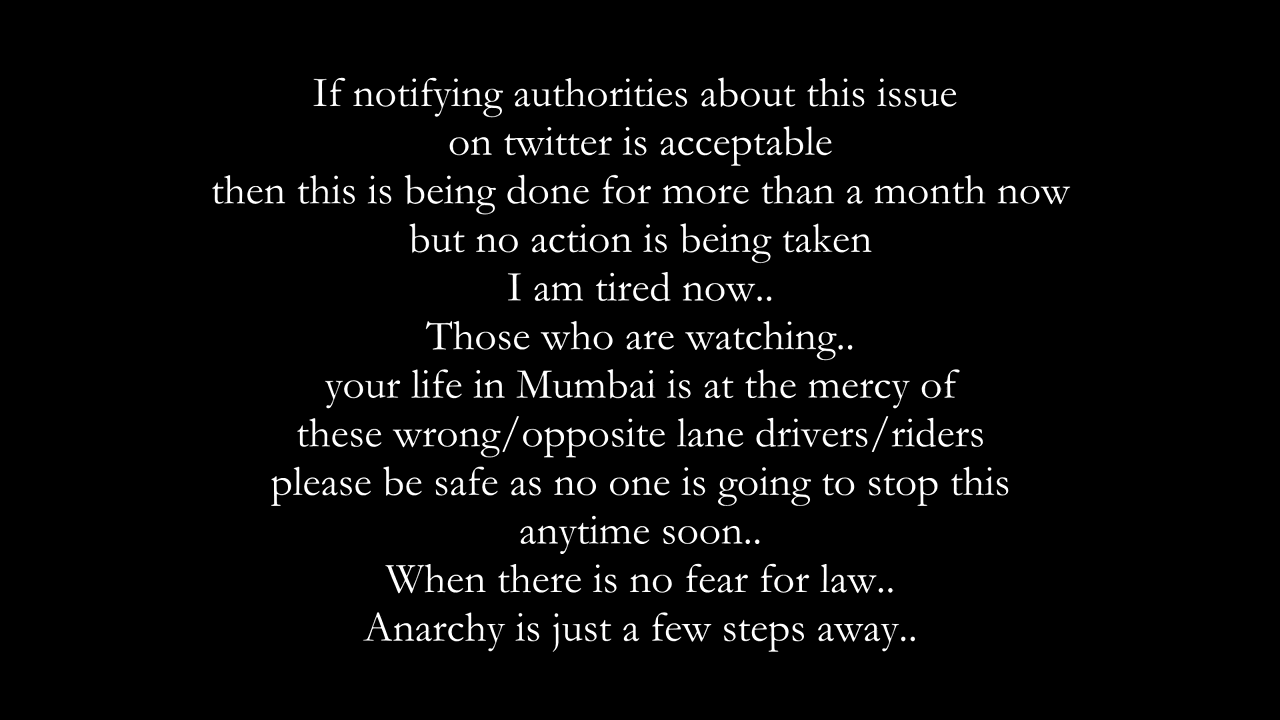 If notifying authorities about this issue
on twitter is acceptable
then this is being done for more than a month now
but no action is being taken
I am tired now..
Those who are watching..
your life in Mumbai is at the mercy of
these wrong/opposite lane drivers/riders
please be safe as no one is going to stop this
anytime soon..
When there is no fear for law..
Anarchy is just a few steps away..